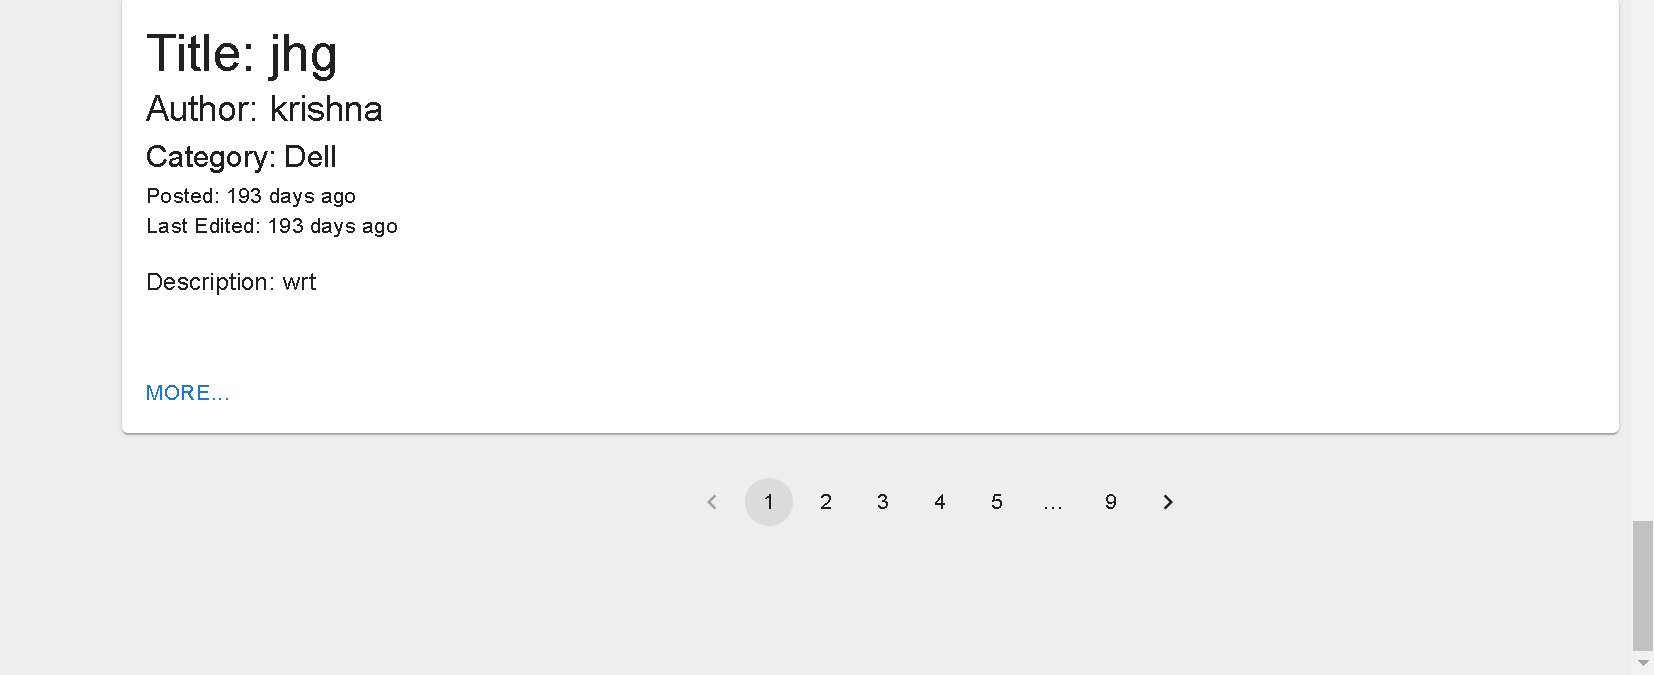 Title: jhg
Author: krishna
Category: Dell
Posted: 193 days ago
Last Edited: 193 days ago
Description: wrt
MORE...
1 2 3 4 5 ... 9